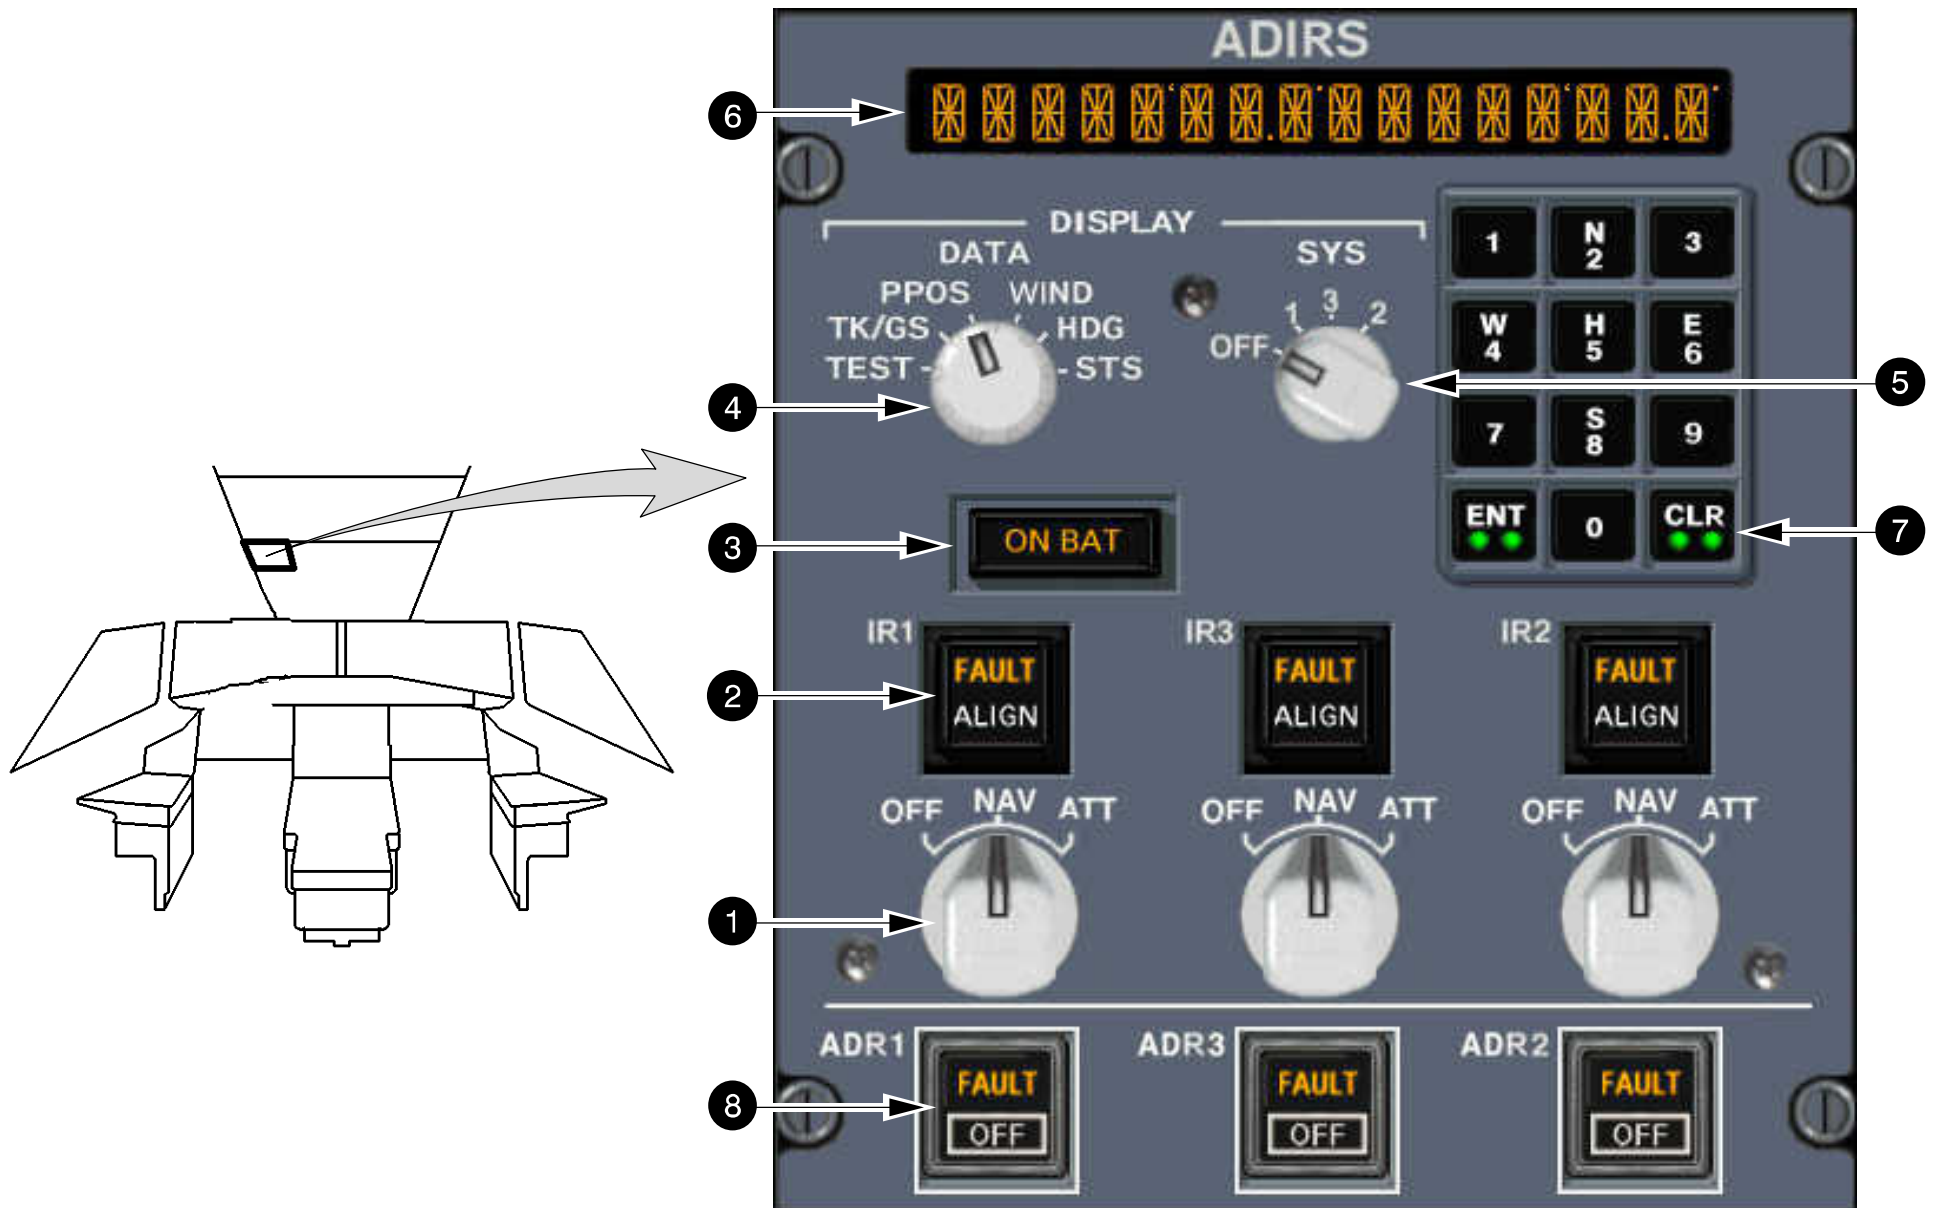 ADIRS
6
DISPLAY
DATA
SYS
PPOS WIND
TK/GS HDG
TEST STS
OFF 1 3 2
1 N 2 3
W 4 H 5 E 6
7 S 8 9
ENT 0 CLR
4
5
3
ON BAT
7
IR1 IR3 IR2
FAULT FAULT FAULT
ALIGN ALIGN ALIGN
2
OFF NAV ATT OFF NAV ATT OFF NAV ATT
1
ADR1 ADR3 ADR2
FAULT FAULT FAULT
OFF OFF OFF
8